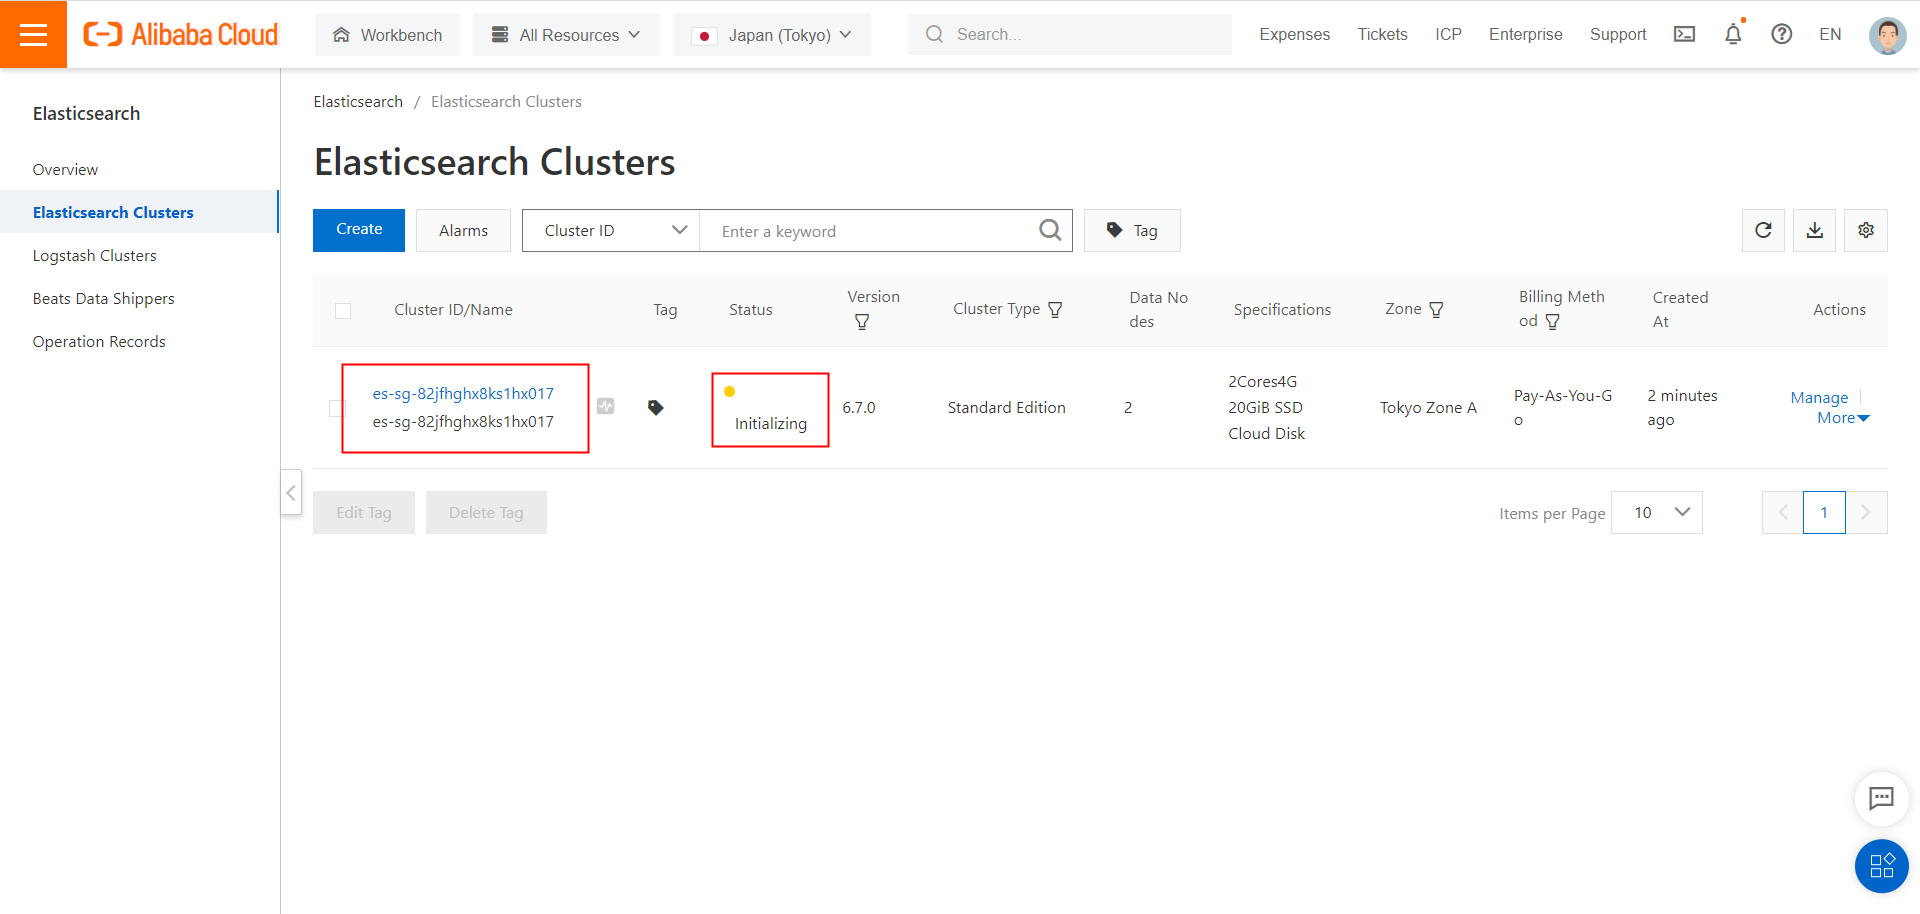 Alibaba Cloud
Workbench
All Resources
Japan (Tokyo)
Search...
Expenses
Tickets
ICP
Enterprise
Support
EN
Elasticsearch
Overview
Elasticsearch Clusters
Logstash Clusters
Beats Data Shippers
Operation Records
Elasticsearch / Elasticsearch Clusters
Elasticsearch Clusters
Create
Alarms
Cluster ID
Enter a keyword
Tag
Cluster ID/Name
Tag
Status
Version
Cluster Type
Data No
des
Specifications
Zone
Billing Meth
od
Created
At
Actions
es-sg-82jfhghx8ks1hx017
es-sg-82jfhghx8ks1hx017
Initializing
6.7.0
Standard Edition
2
2Cores4G
20GiB SSD
Cloud Disk
Tokyo Zone A
Pay-As-You-G
o
2 minutes
ago
Manage
More
Edit Tag
Delete Tag
Items per Page
10
1